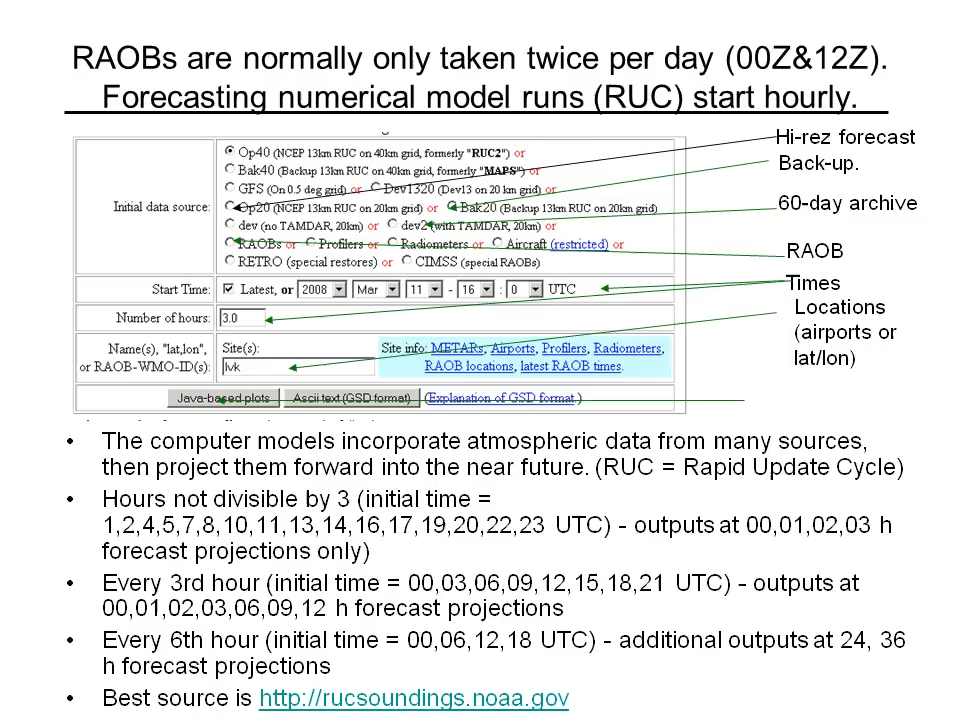 RAOBs are normally only taken twice per day (00Z&12Z).
Forecasting numerical model runs (RUC) start hourly.
Initial data source:
Op40 (NCEP 13km RUC on 40km grid, formerly "RUC2") or
Bak40 (Backup 13km RUC on 40km grid, formerly "MAPS") or
GFS (On 0.5 deg grid) or Dev1320 (Dev13 on 20 km grid) or
Op20 (NCEP 13km RUC on 20km grid) or Bak20 (Backup 13km RUC on 20km grid)
dev (no TAMDAR, 20km) or dev2 (with TAMDAR, 20km) or
RAOBs or Profilers or Radiometers or Aircraft (restricted) or
RETRO (special restores) or CIMSS (special RAOBs)
Start Time: Latest, or 2008 Mar 11 - 16 : 0 UTC
Number of hours: 3.0
Name(s), "lat,lon",
or RAOB-WMO-ID(s):
Site(s):
lvk
Site info: METARs, Airports, Profilers, Radiometers,
RAOB locations, latest RAOB times.
Java-based plots Ascii text (GSD format) (Explanation of GSD format.)
Hi-rez forecast
Back-up.
60-day archive
RAOB
Times
Locations
(airports or
lat/lon)
• The computer models incorporate atmospheric data from many sources,
then project them forward into the near future. (RUC = Rapid Update Cycle)
• Hours not divisible by 3 (initial time =
1,2,4,5,7,8,10,11,13,14,16,17,19,20,22,23 UTC) - outputs at 00,01,02,03 h
forecast projections only)
• Every 3rd hour (initial time = 00,03,06,09,12,15,18,21 UTC) - outputs at
00,01,02,03,06,09,12 h forecast projections
• Every 6th hour (initial time = 00,06,12,18 UTC) - additional outputs at 24, 36
h forecast projections
• Best source is http://rucsoundings.noaa.gov